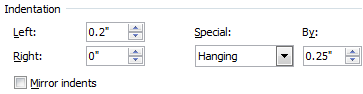 Indentation
Left: 0.2" Special: By:
Right: 0" Hanging 0.25"
Mirror indents